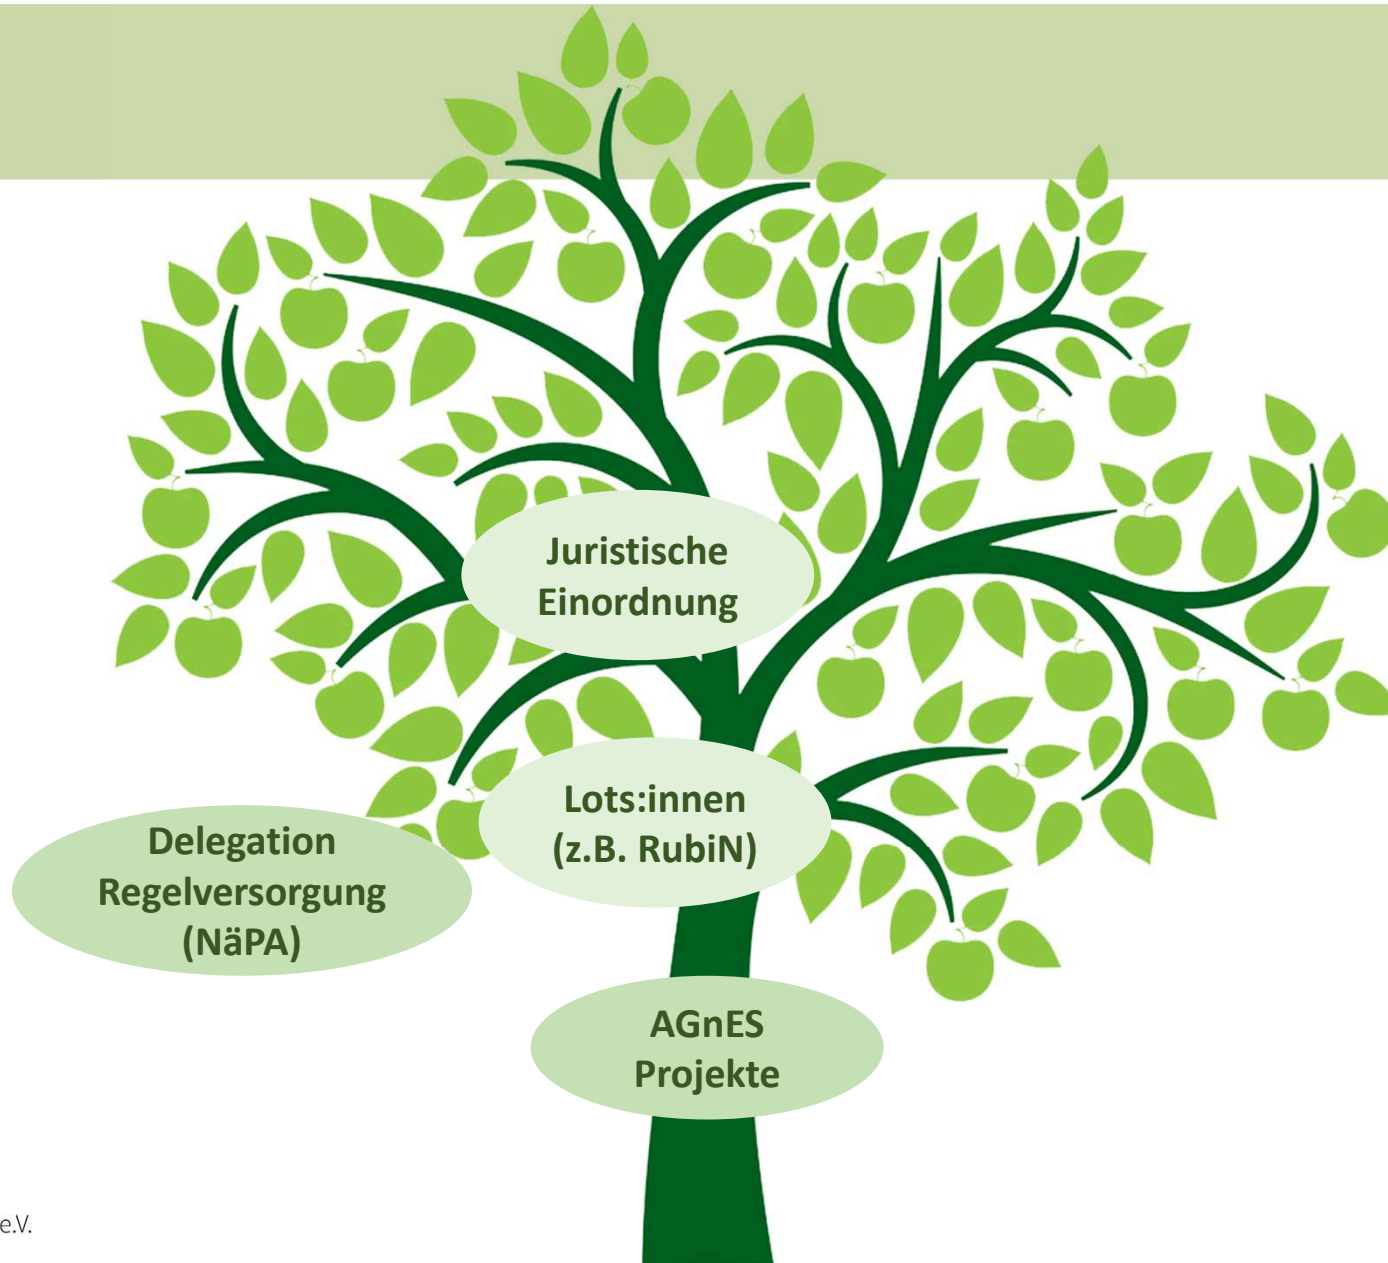 Juristische
Einordnung
Lots:innen
(z.B. RubiN)
Delegation
Regelversorgung
(NäPA)
AGnES
Projekte
e.V.